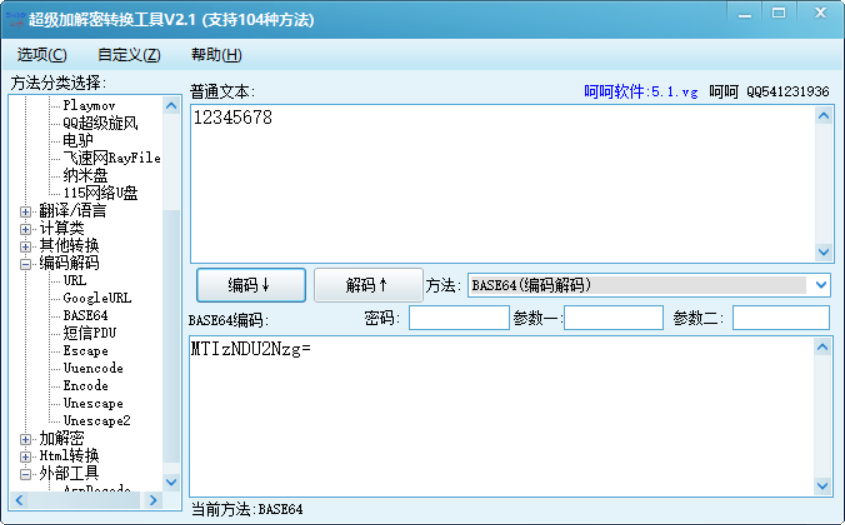 超级加解密转换工具V2.1 (支持104种方法)
选项(C) 自定义(Z) 帮助(H)
方法分类选择:
Playmov
QQ超级旋风
电驴
飞速网RayFile
纳米盘
115网络U盘
翻译/语言
计算类
其他转换
编码解码
URL
GoogleURL
BASE64
短信PDU
Escape
Uuencode
Encode
Unescape
Unescape2
加解密
Html转换
外部工具
普通文本: 呵呵软件:5.1.vg 呵呵 QQ541231936
12345678
编码↓ 解码↑ 方法: BASE64(编码解码)
BASE64编码: 密码: 参数一: 参数二:
MTIzNDU2Nzg=
当前方法:BASE64